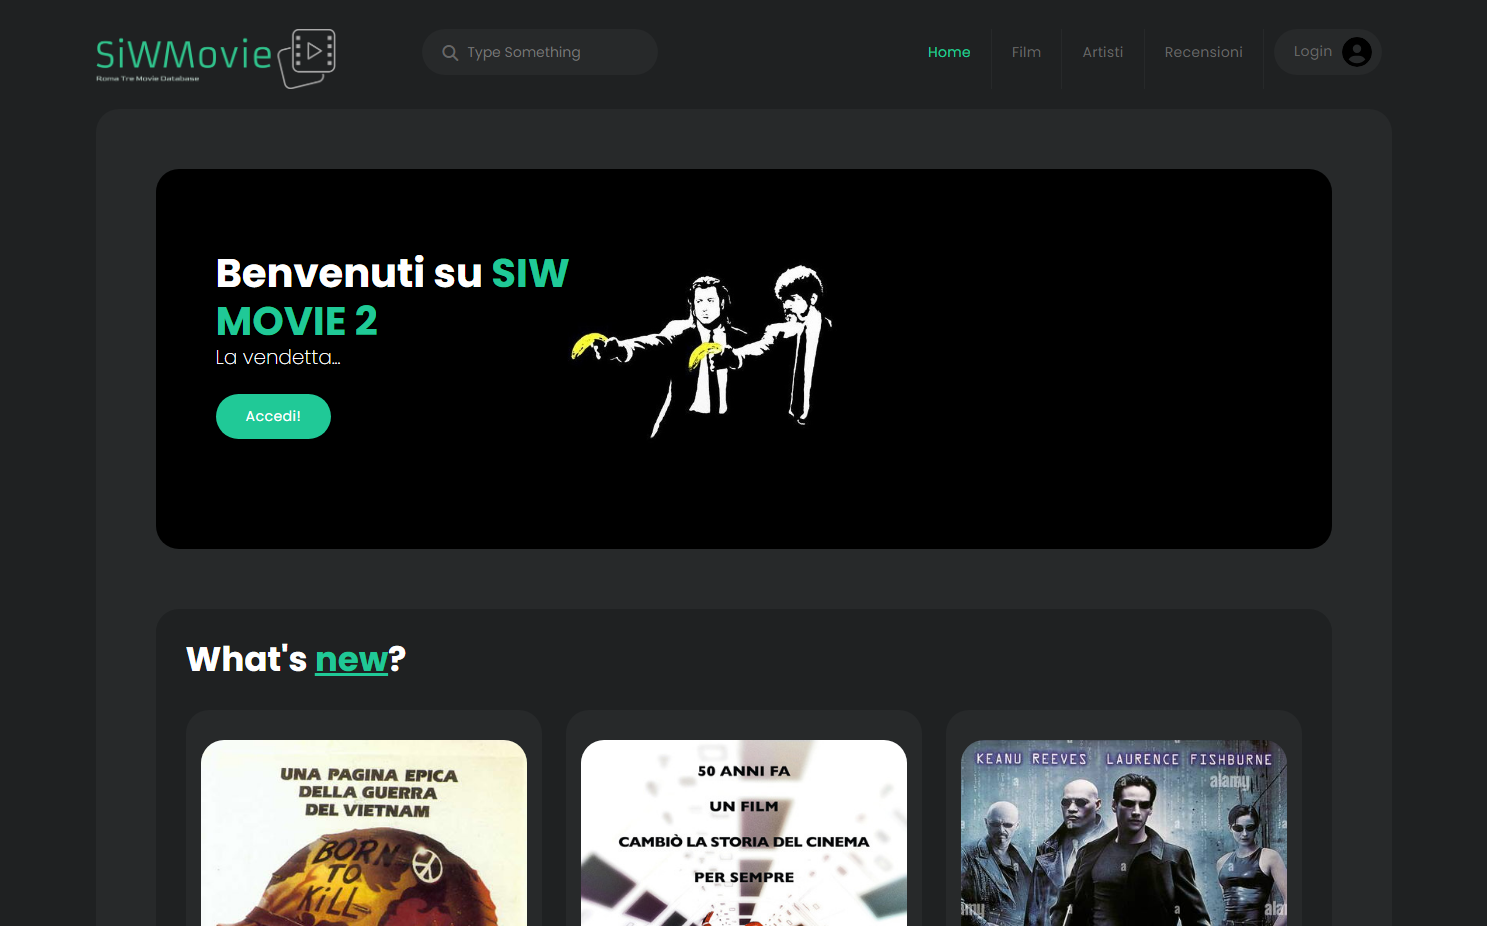 SiWMovie
Roma Tre Movie Database
Type Something
Home
Film
Artisti
Recensioni
Login
Benvenuti su SIW
MOVIE 2
La vendetta...
Accedi!
What's new?
UNA PAGINA EPICA
DELLA GUERRA
DEL VIETNAM
BORN
TO
KILL
50 ANNI FA
UN FILM
CAMBIÒ LA STORIA DEL CINEMA
PER SEMPRE
KEANU REEVES LAURENCE FISHBURNE
alamy
a
a
a
a
a
a